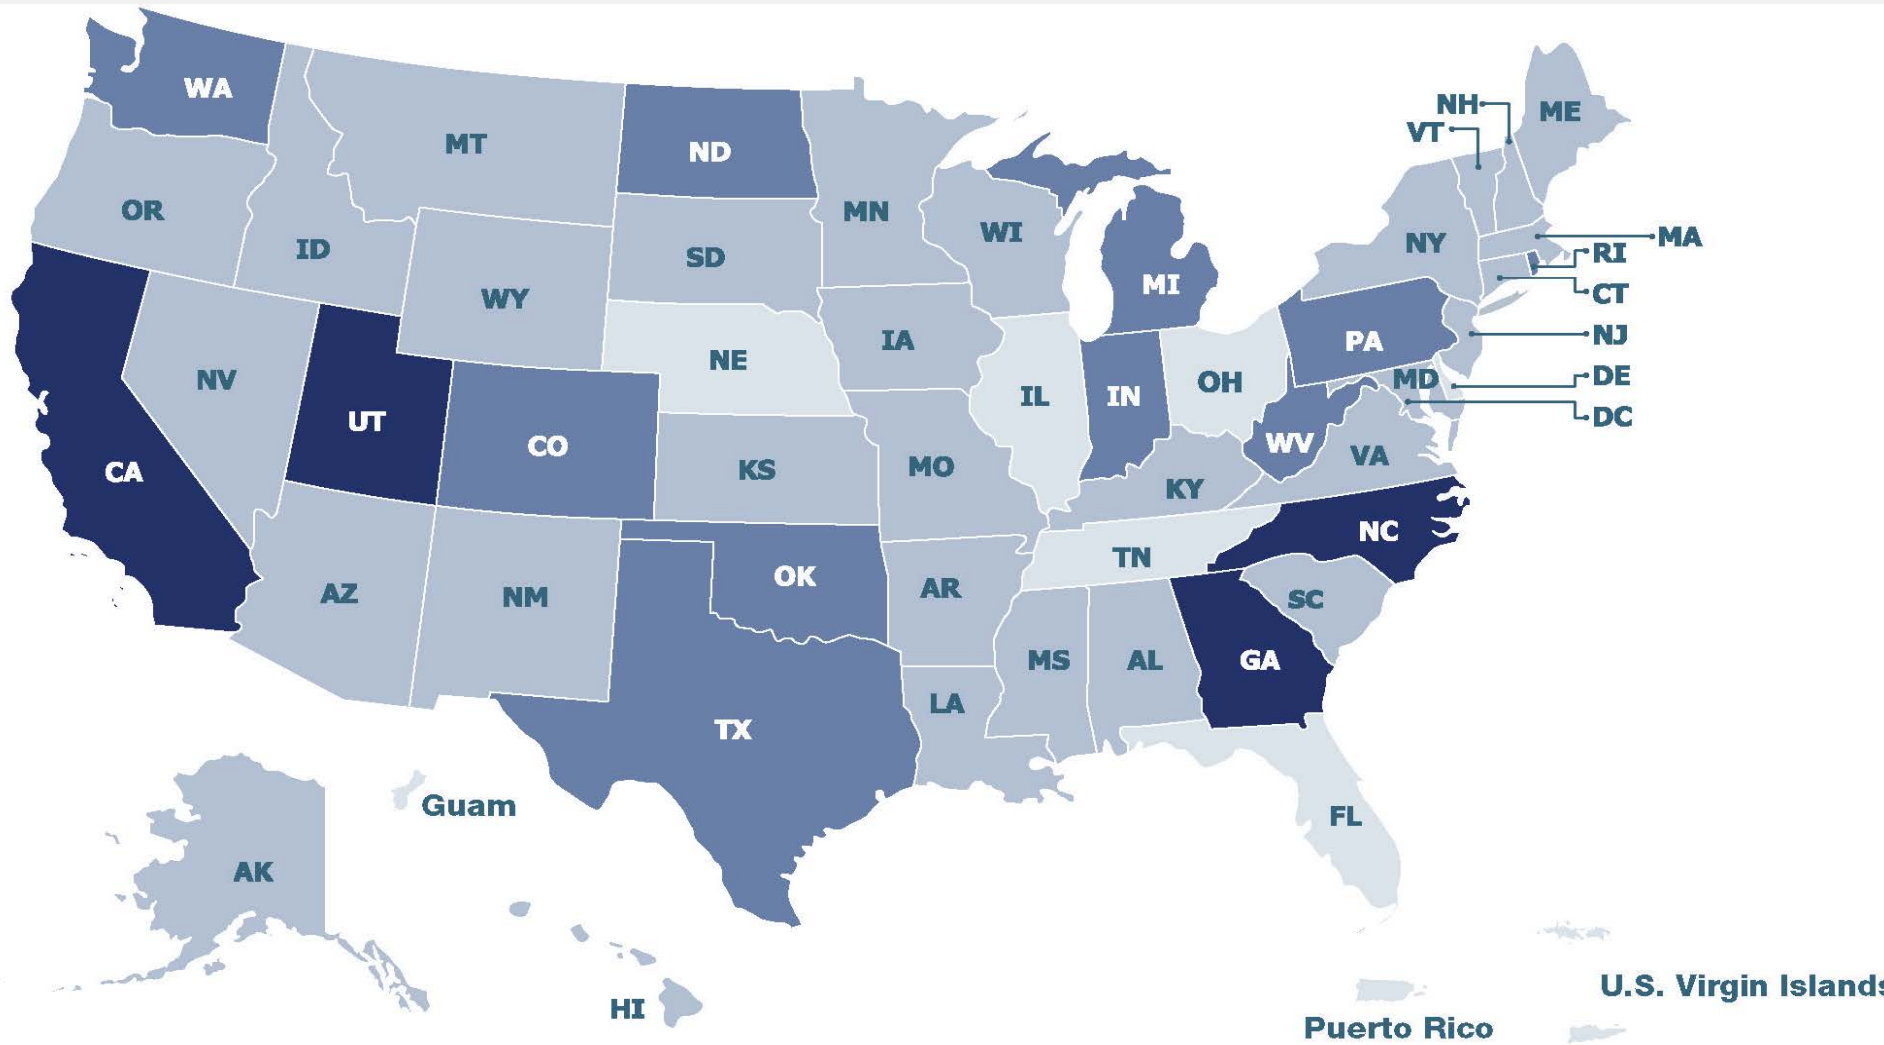 WA
MT
ND
MN
OR
ID
SD
WI
MI
NH
VT
ME
NY
MA
RI
CT
WY
NE
IA
PA
NJ
NV
UT
CO
KS
MO
IL
IN
OH
MD
DE
DC
WV
VA
KY
CA
AZ
NM
OK
AR
TN
NC
SC
TX
LA
MS
AL
GA
FL
AK
Guam
HI
Puerto Rico
U.S. Virgin Islands